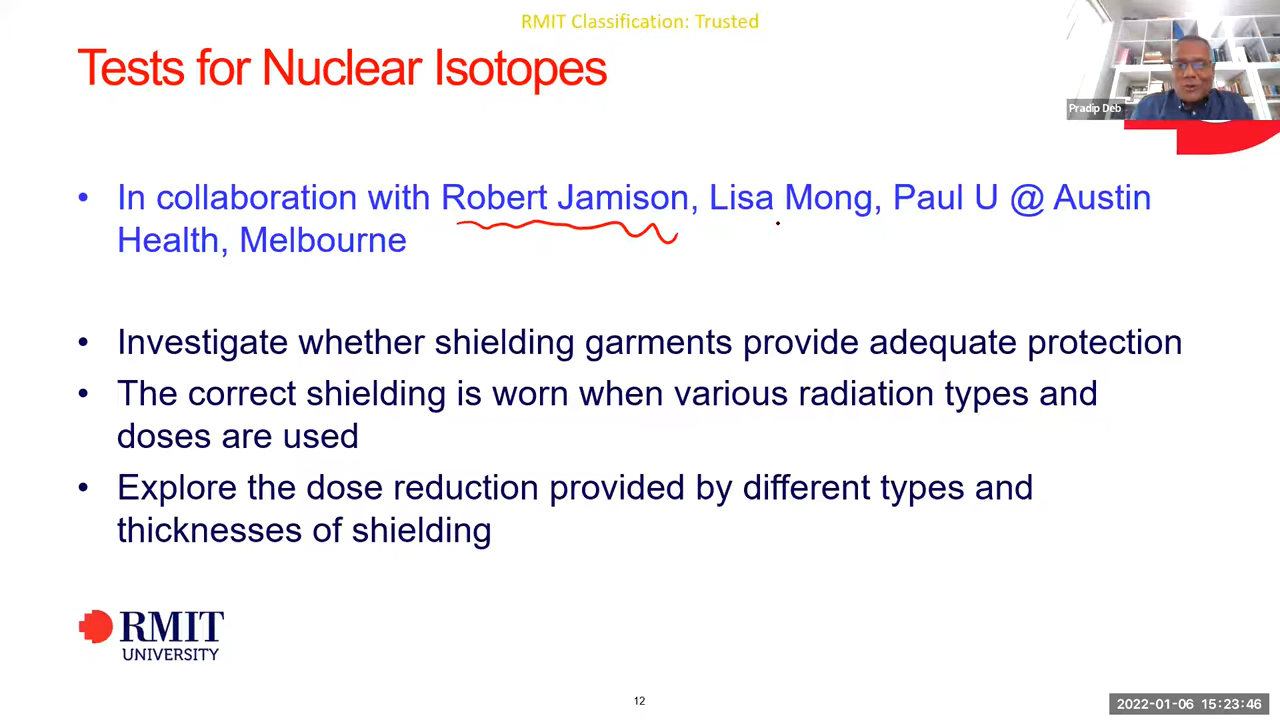 RMIT Classification: Trusted
Tests for Nuclear Isotopes
Pradip Deb
• In collaboration with Robert Jamison, Lisa Mong, Paul U @ Austin
Health, Melbourne
• Investigate whether shielding garments provide adequate protection
• The correct shielding is worn when various radiation types and
doses are used
• Explore the dose reduction provided by different types and
thicknesses of shielding
RMIT
UNIVERSITY
12
2022-01-06 15:23:46